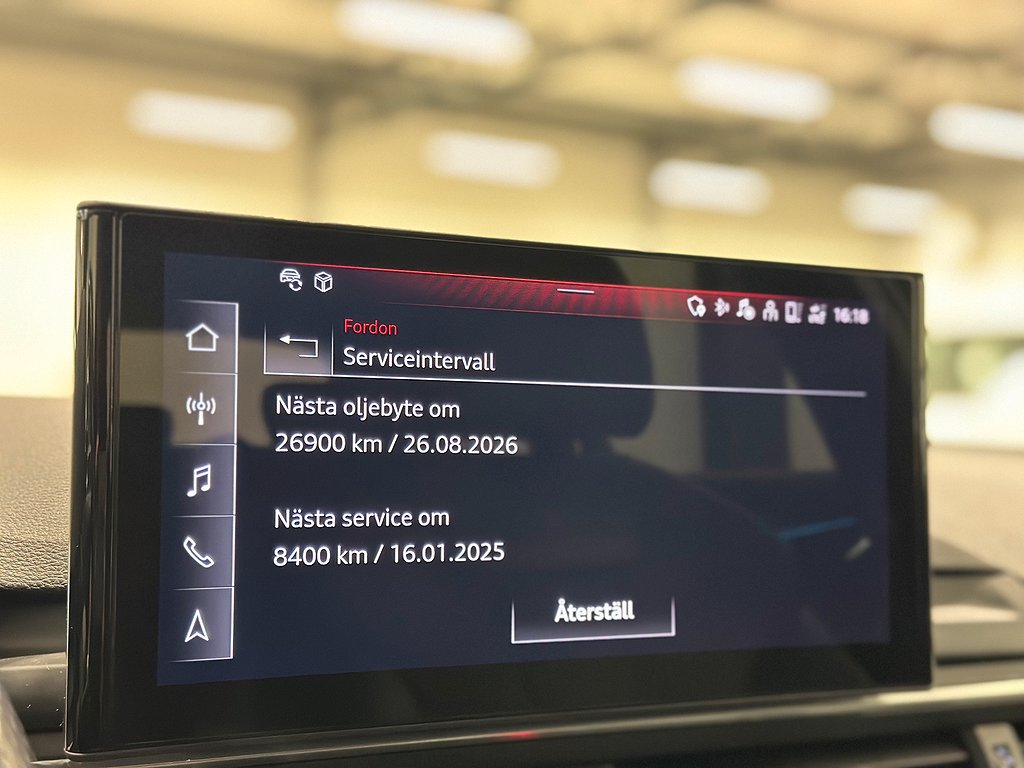 16:18
Fordon
Serviceintervall
Nästa oljebyte om
26900 km / 26.08.2026
Nästa service om
8400 km / 16.01.2025
Återställ